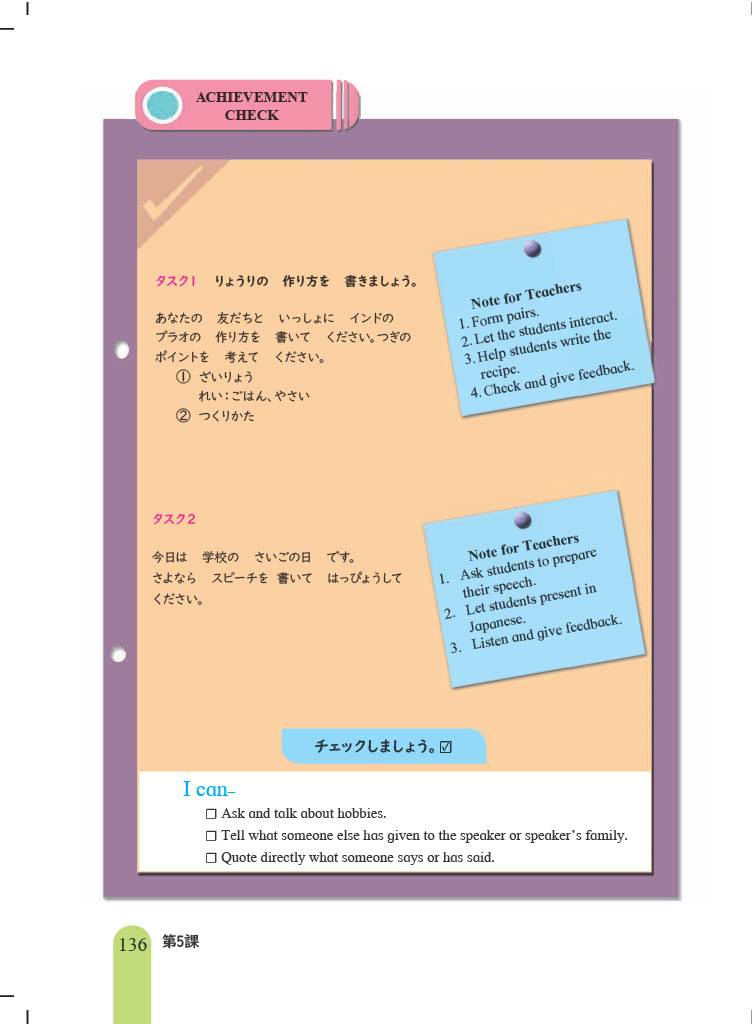 ACHIEVEMENT
CHECK
タスク1 りょうりの 作り方を 書きましょう。
あなたの 友だちと いっしょに インドの
プラオの 作り方を 書いて ください。つぎの
ポイントを 考えて ください。
① ざいりょう
れい：ごはん、やさい
② つくりかた
Note for Teachers
1. Form pairs.
2. Let the students interact.
3. Help students write the
recipe.
4. Check and give feedback.
タスク２
今日は 学校の さいごの日 です。
さよなら スピーチを 書いて はっぴょうして
ください。
Note for Teachers
1. Ask students to prepare
their speech.
2. Let students present in
Japanese.
3. Listen and give feedback.
チェックしましょう。☑
I can–
❒ Ask and talk about hobbies.
❒ Tell what someone else has given to the speaker or speaker’s family.
❒ Quote directly what someone says or has said.
136 第5課